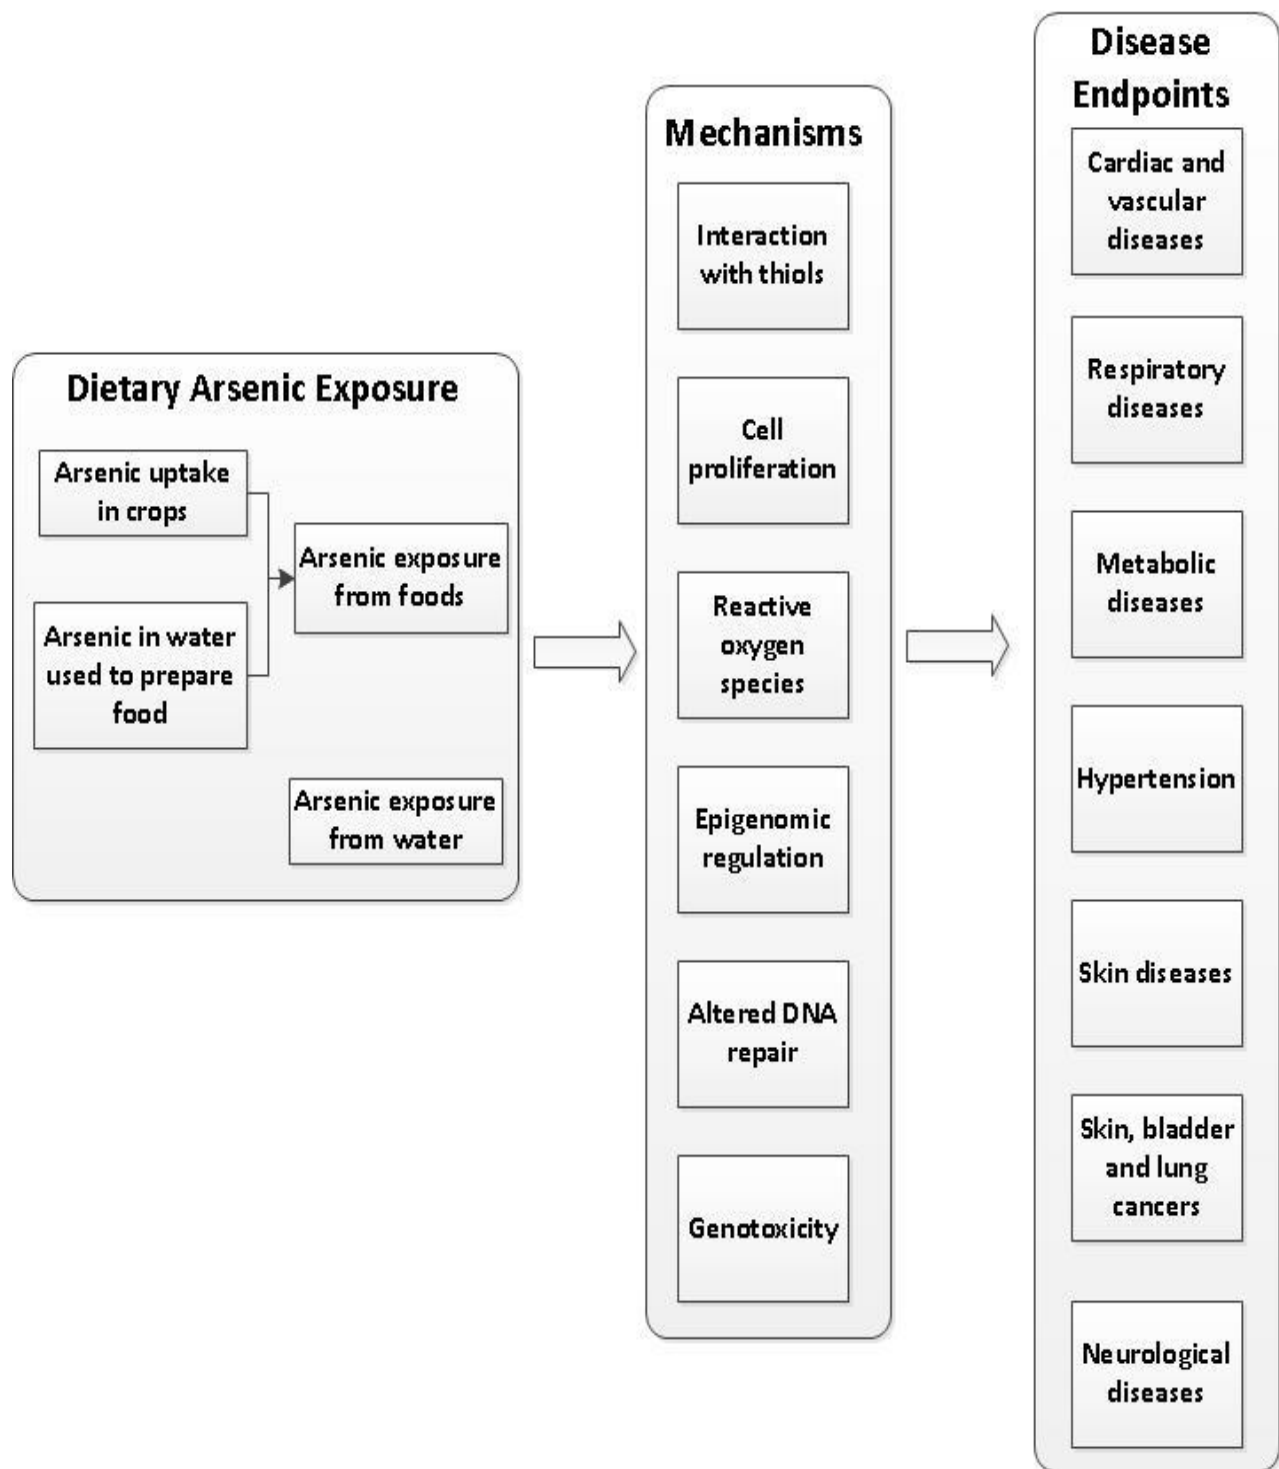 Dietary Arsenic Exposure
Arsenic uptake
in crops
Arsenic in water
used to prepare
food
Arsenic exposure
from foods
Arsenic exposure
from water
Mechanisms
Interaction
with thiols
Cell
proliferation
Reactive
oxygen
species
Epigenomic
regulation
Altered DNA
repair
Genotoxicity
Disease
Endpoints
Cardiac and
vascular
diseases
Respiratory
diseases
Metabolic
diseases
Hypertension
Skin diseases
Skin, bladder
and lung
cancers
Neurological
diseases